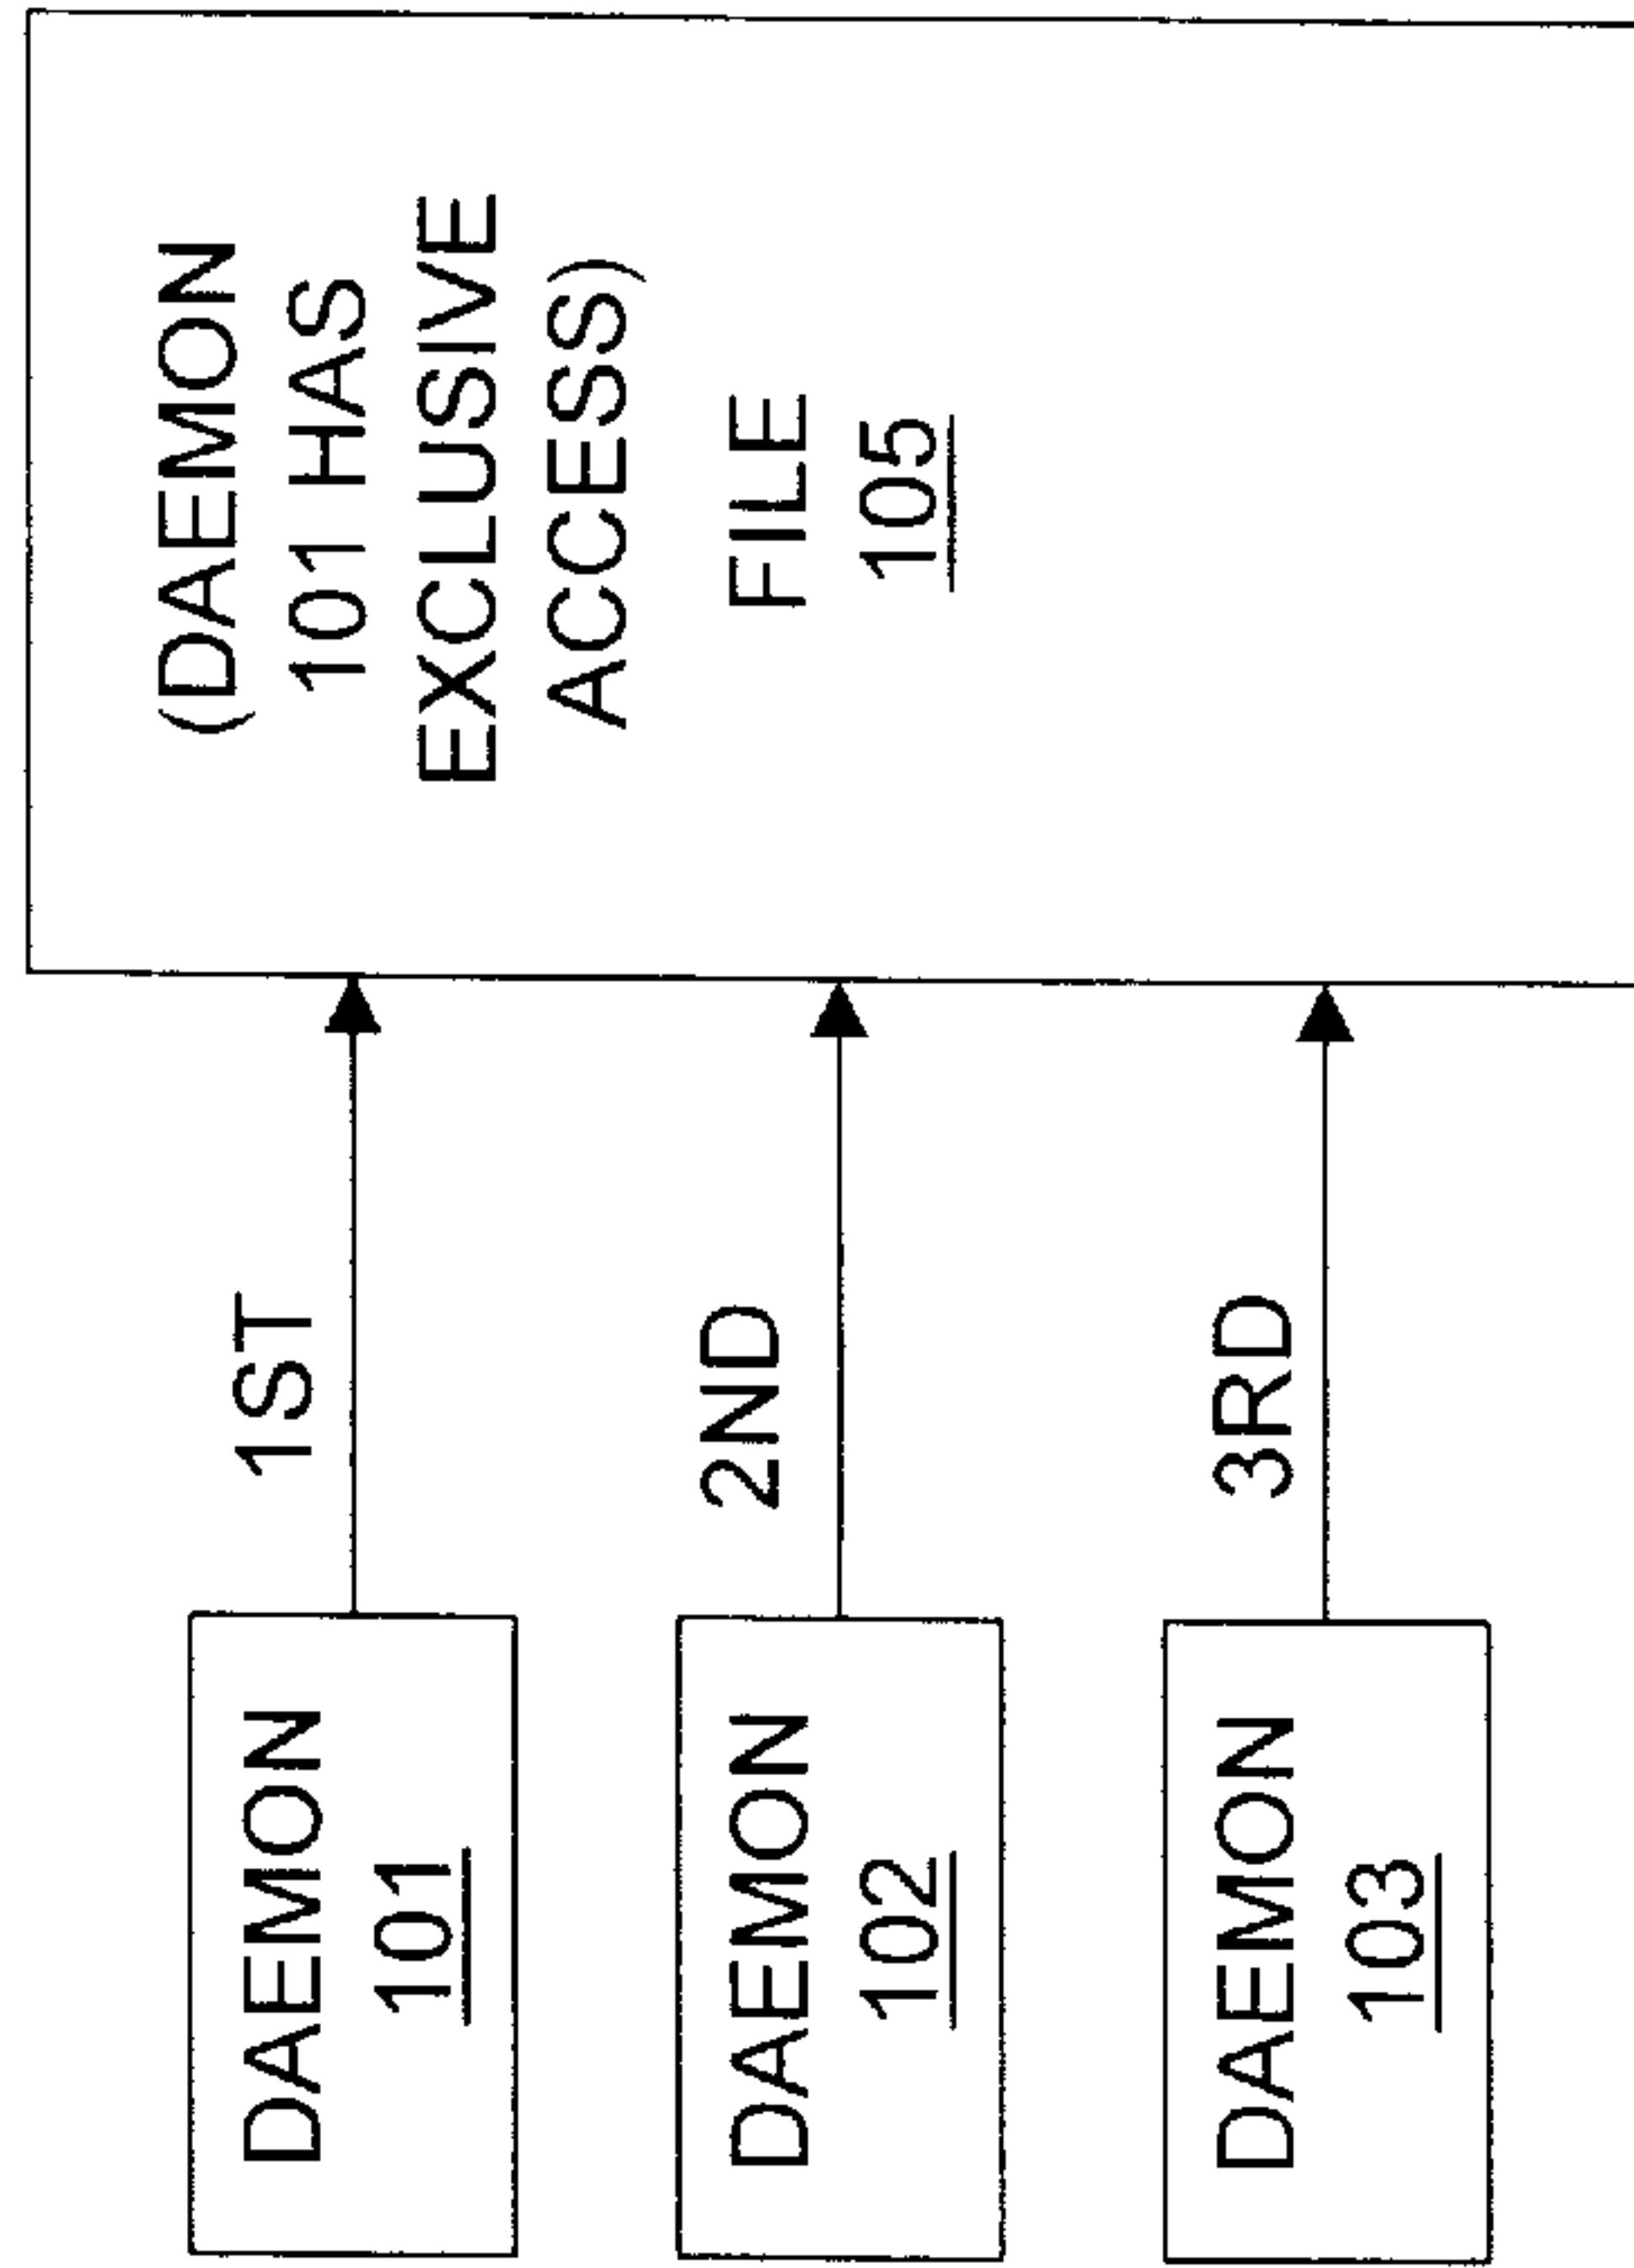 DAEMON
101
1ST
DAEMON
102
2ND
DAEMON
103
3RD
(DAEMON
101 HAS
EXCLUSIVE
ACCESS)
FILE
105